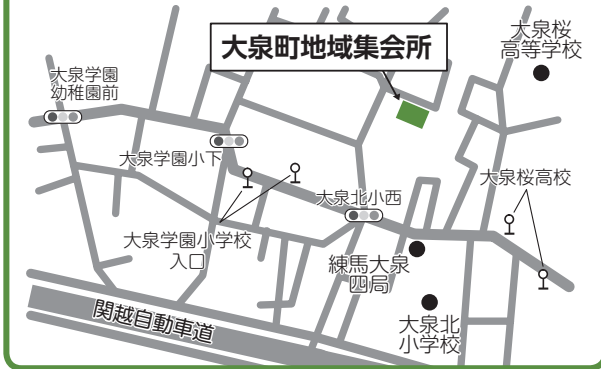 大泉町地域集会所
大泉桜
高等学校
大泉学園
幼稚園前
大泉学園小下
大泉北小西
大泉桜高校
大泉学園小学校
入口
練馬大泉
四局
関越自動車道
大泉北
小学校